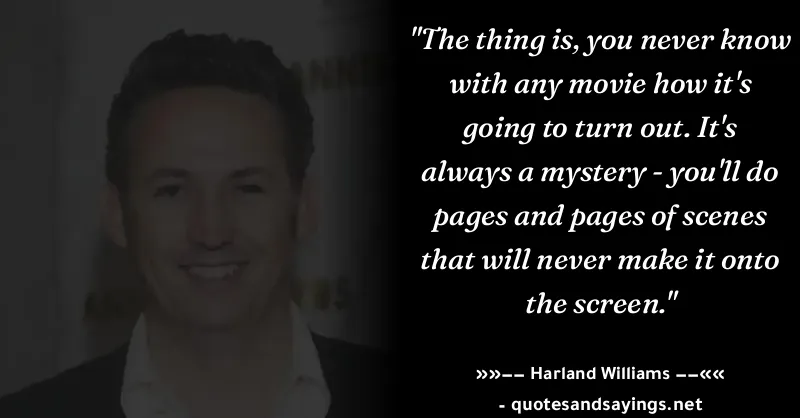 "The thing is, you never know
with any movie how it's
going to turn out. It's
always a mystery - you'll do
pages and pages of scenes
that will never make it onto
the screen."
»»–– Harland Williams ––««
- quotesandsayings.net